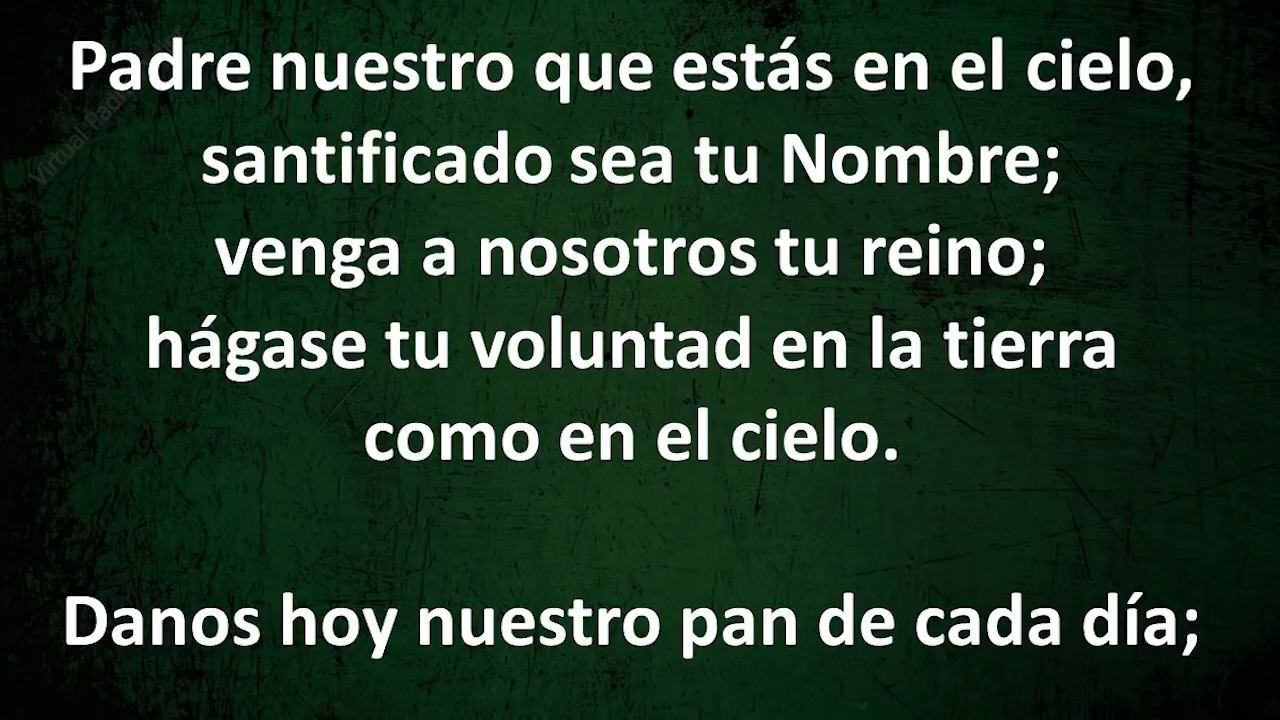 Padre nuestro que estás en el cielo,
santificado sea tu Nombre;
venga a nosotros tu reino;
hágase tu voluntad en la tierra
como en el cielo.
Danos hoy nuestro pan de cada día;
Virtual